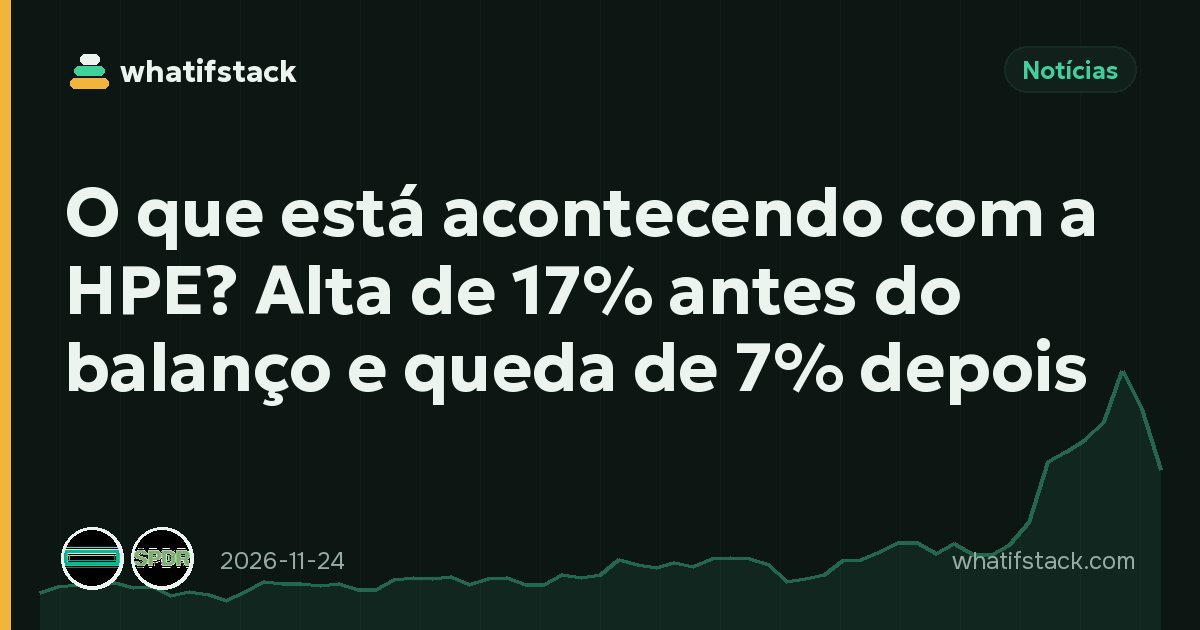 whatifstack
Notícias
O que está acontecendo com a
HPE? Alta de 17% antes do
balanço e queda de 7% depois
SPDR
2026-11-24
whatifstack.com